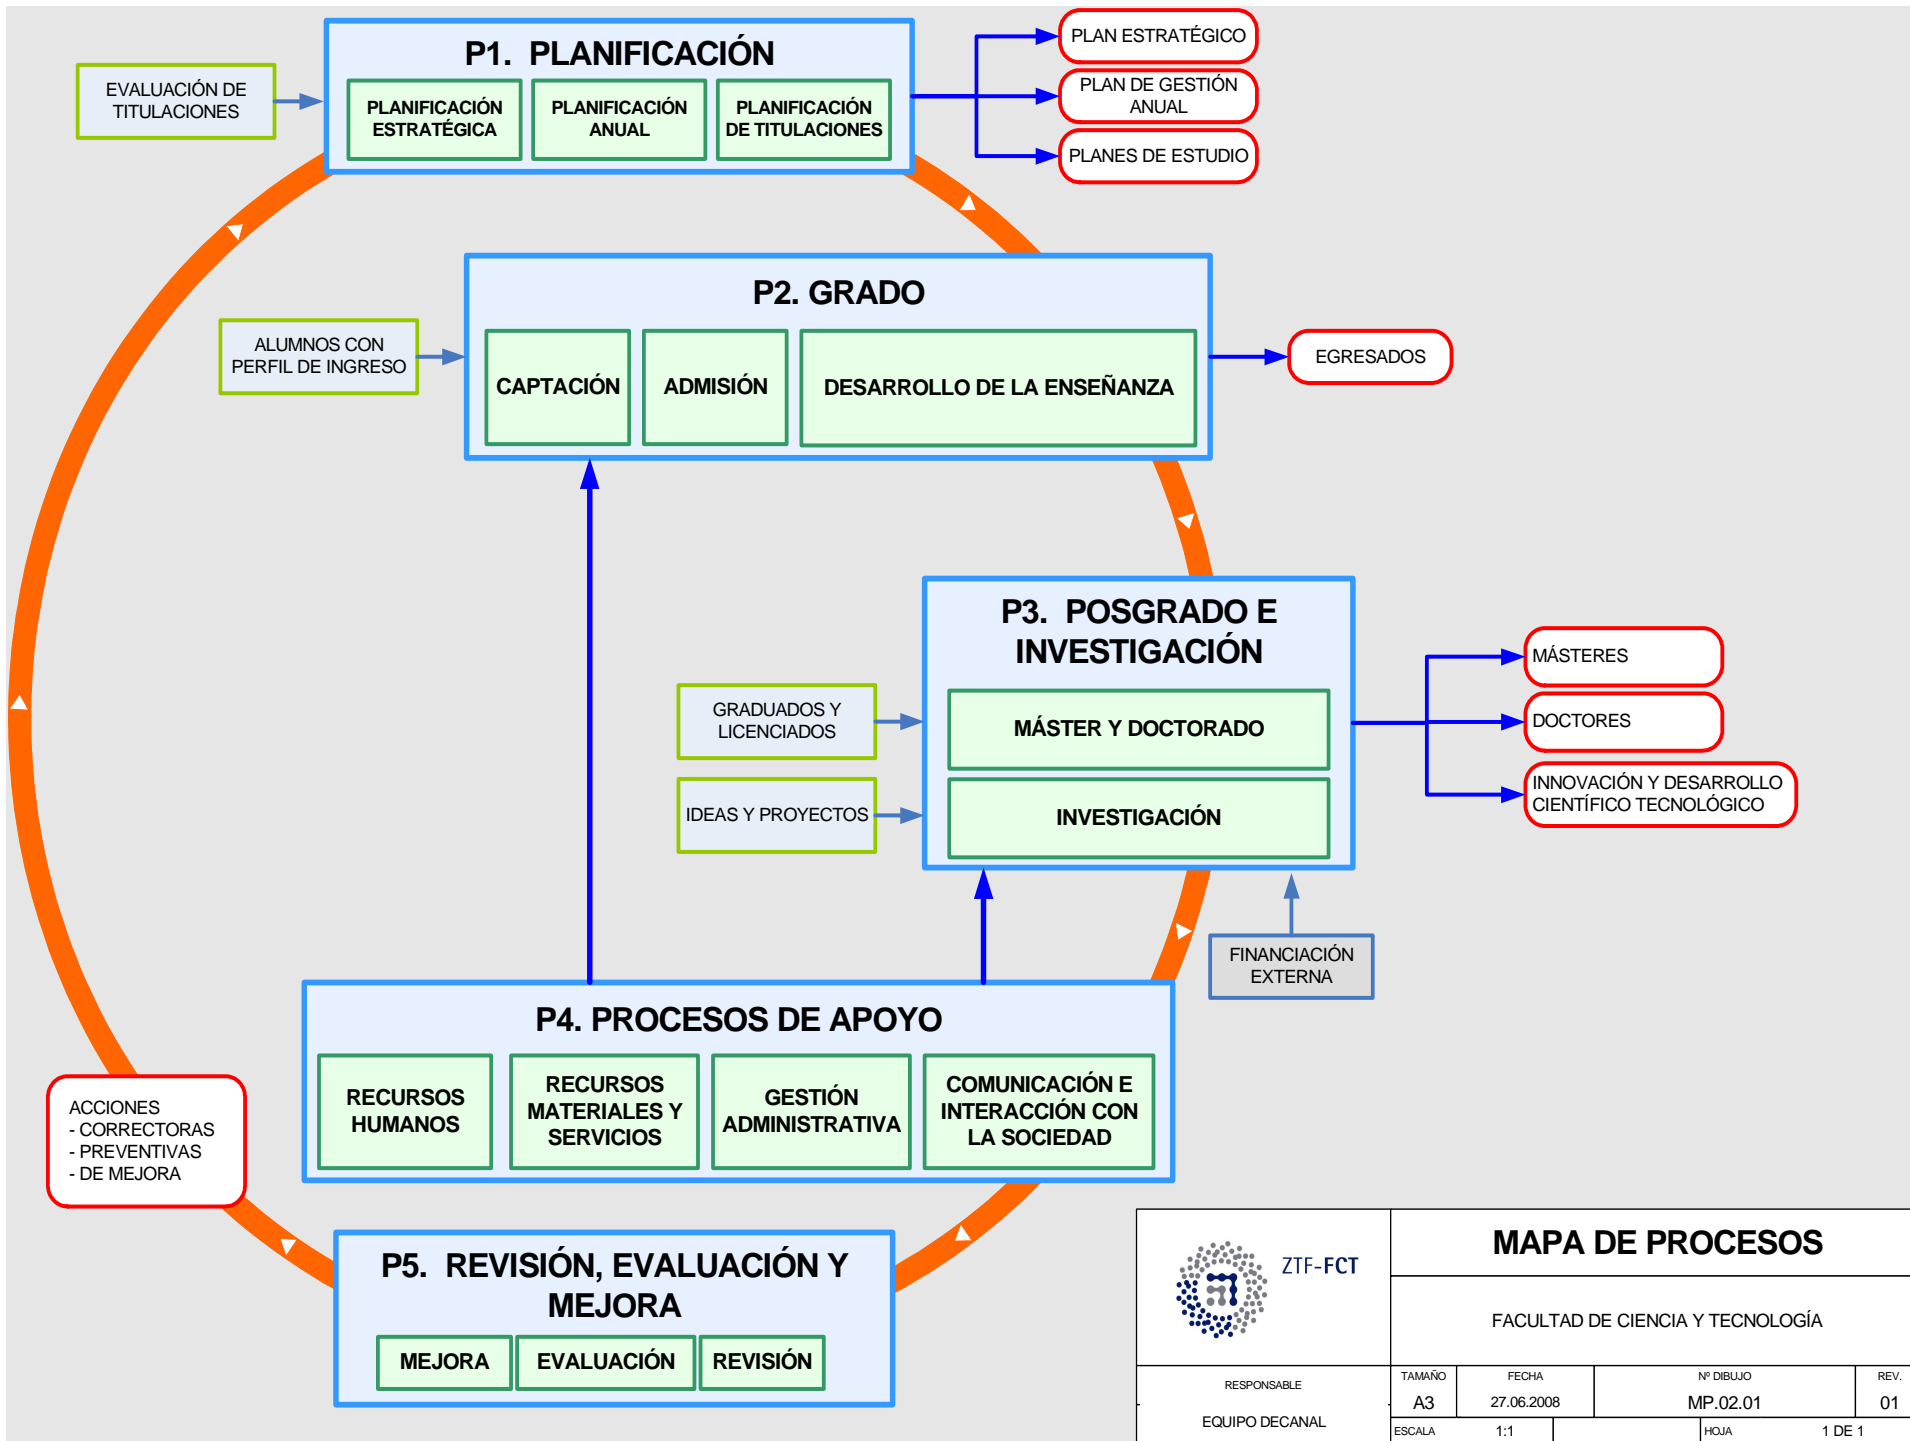 P1. PLANIFICACIÓN
EVALUACIÓN DE
TITULACIONES
PLANIFICACIÓN
ESTRATÉGICA
PLANIFICACIÓN
ANUAL
PLANIFICACIÓN
DE TITULACIONES
PLAN ESTRATÉGICO
PLAN DE GESTIÓN
ANUAL
PLANES DE ESTUDIO
P2. GRADO
ALUMNOS CON
PERFIL DE INGRESO
CAPTACIÓN
ADMISIÓN
DESARROLLO DE LA ENSEÑANZA
EGRESADOS
P3. POSGRADO E
INVESTIGACIÓN
GRADUADOS Y
LICENCIADOS
IDEAS Y PROYECTOS
MÁSTER Y DOCTORADO
INVESTIGACIÓN
MÁSTERES
DOCTORES
INNOVACIÓN Y DESARROLLO
CIENTÍFICO TECNOLÓGICO
FINANCIACIÓN
EXTERNA
P4. PROCESOS DE APOYO
RECURSOS
HUMANOS
RECURSOS
MATERIALES Y
SERVICIOS
GESTIÓN
ADMINISTRATIVA
COMUNICACIÓN E
INTERACCIÓN CON
LA SOCIEDAD
ACCIONES
- CORRECTORAS
- PREVENTIVAS
- DE MEJORA
P5. REVISIÓN, EVALUACIÓN Y
MEJORA
MEJORA
EVALUACIÓN
REVISIÓN
ZTF-FCT
MAPA DE PROCESOS
FACULTAD DE CIENCIA Y TECNOLOGÍA
RESPONSABLE
EQUIPO DECANAL
TAMAÑO
A3
FECHA
27.06.2008
Nº DIBUJO
MP.02.01
REV.
01
ESCALA
1:1
HOJA
1 DE 1